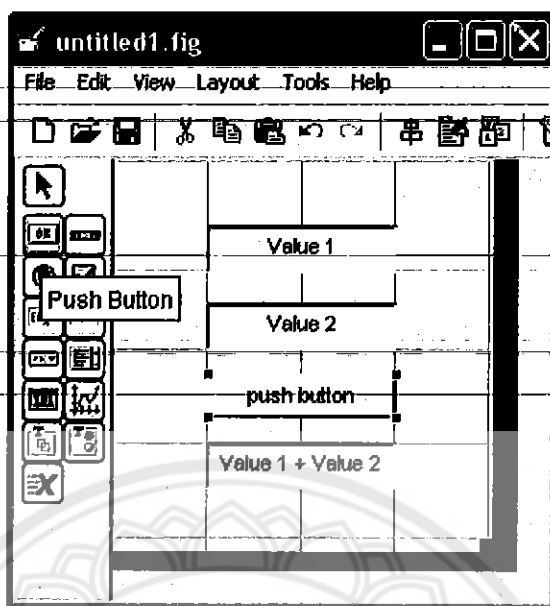 untitled1.fig
File Edit View Layout Tools Help
OK
Value 1
Push Button
Value 2
push button
Value 1 + Value 2